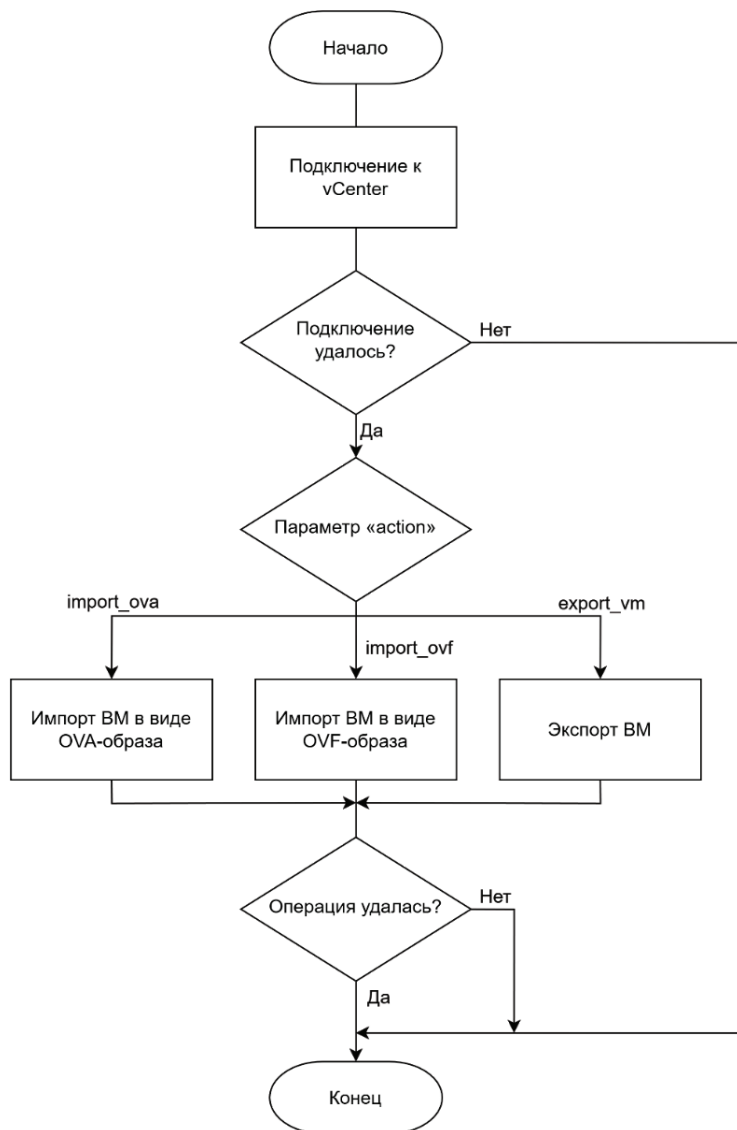 Начало
Подключение к
vCenter
Подключение
удалось?
Нет
Да
Параметр «action»
import_ova
export_vm
import_ovf
Импорт ВМ в виде
OVA-образа
Импорт ВМ в виде
OVF-образа
Экспорт ВМ
Операция удалась?
Нет
Да
Конец